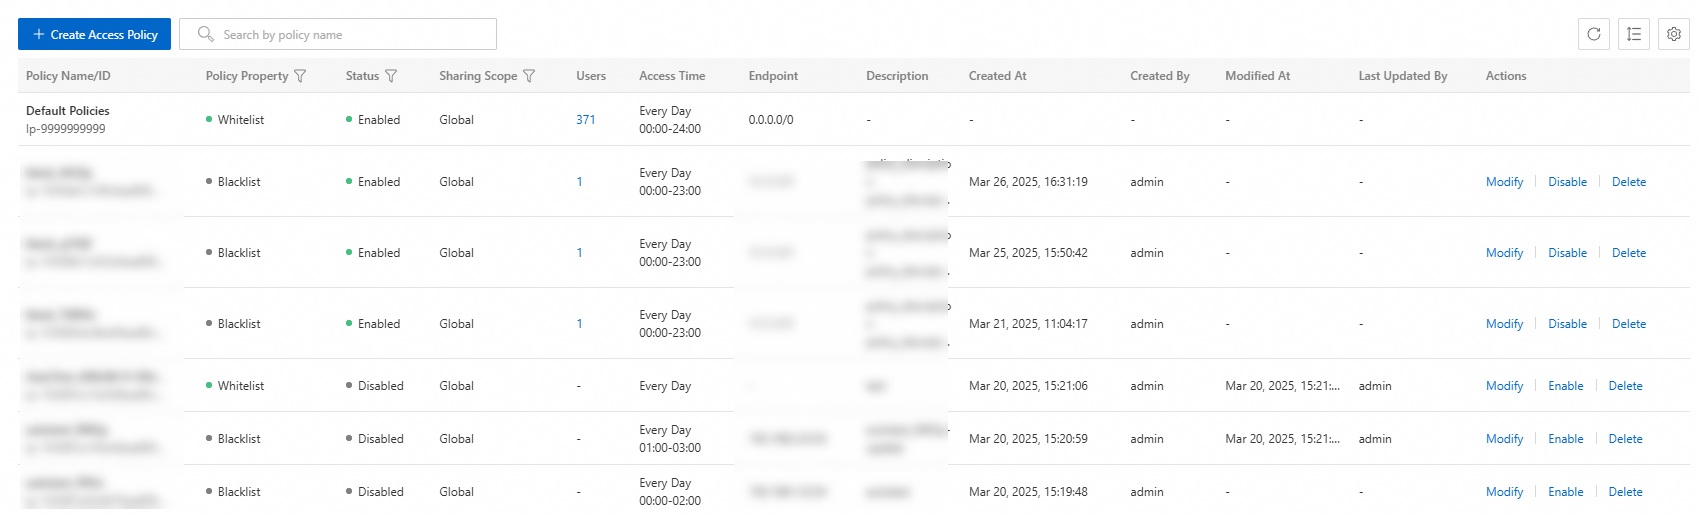 Create Access Policy
Search by policy name
Policy Name/ID Policy Property Status Sharing Scope Users Access Time Endpoint Description Created At Created By Modified At Last Updated By Actions
Default Policies
lp-9999999999
Whitelist Enabled Global 371 Every Day 0.0.0.0/0 - - - - -
00:00-24:00
Blacklist Enabled Global 1 Every Day Mar 26, 2025, 16:31:19 admin - - Modify Disable Delete
00:00-23:00
Blacklist Enabled Global 1 Every Day Mar 25, 2025, 15:50:42 admin - - Modify Disable Delete
00:00-23:00
Blacklist Enabled Global 1 Every Day Mar 21, 2025, 11:04:17 admin - - Modify Disable Delete
00:00-23:00
Whitelist Disabled Global - Every Day Mar 20, 2025, 15:21:06 admin Mar 20, 2025, 15:21:... admin Modify Enable Delete
Blacklist Disabled Global - Every Day Mar 20, 2025, 15:20:59 admin Mar 20, 2025, 15:21:... admin Modify Enable Delete
01:00-03:00
Blacklist Disabled Global - Every Day Mar 20, 2025, 15:19:48 admin - - Modify Enable Delete
00:00-02:00